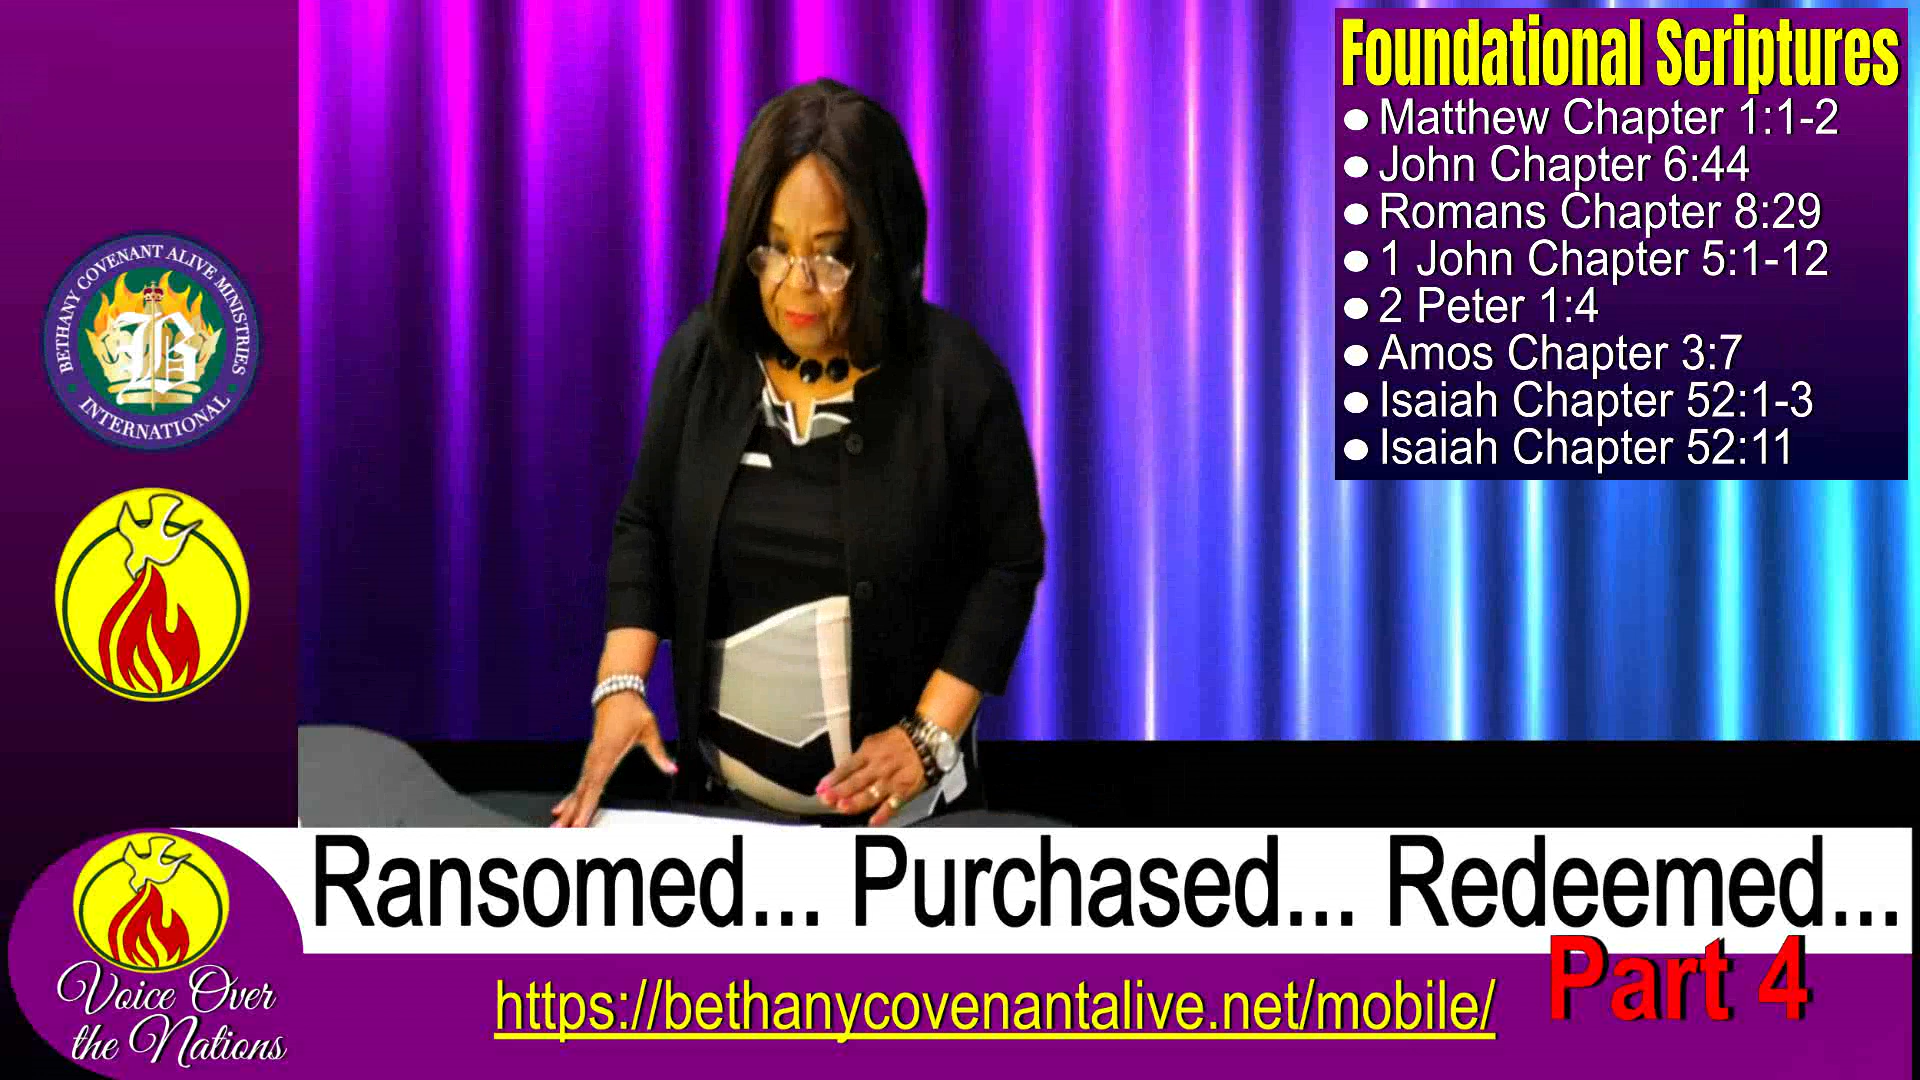 Foundational Scriptures
• Matthew Chapter 1:1-2
• John Chapter 6:44
• Romans Chapter 8:29
• 1 John Chapter 5:1-12
• 2 Peter 1:4
• Amos Chapter 3:7
• Isaiah Chapter 52:1-3
• Isaiah Chapter 52:11
BETHANY COVENANT ALIVE MINISTRIES
B
INTERNATIONAL
Ransomed... Purchased... Redeemed...
Part 4
https://bethanycovenantalive.net/mobile/
Voice Over
the Nations